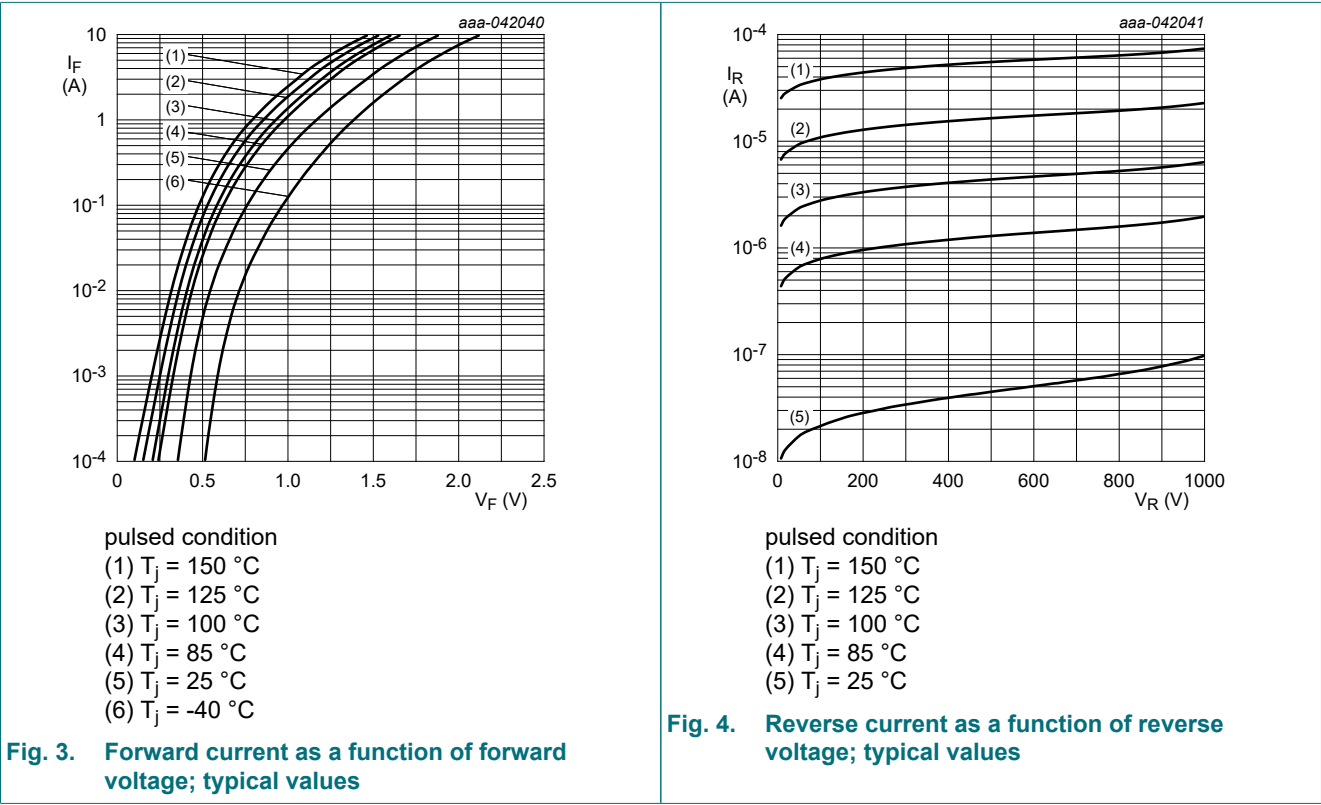 aaa-042040
10
1
10-1
10-2
10-3
10-4
IF
(A)
(1)
(2)
(3)
(4)
(5)
(6)
0
0.5
1.0
1.5
2.0
2.5
VF (V)
pulsed condition
(1) Tj = 150 °C
(2) Tj = 125 °C
(3) Tj = 100 °C
(4) Tj = 85 °C
(5) Tj = 25 °C
(6) Tj = -40 °C
Fig. 3. Forward current as a function of forward
voltage; typical values
aaa-042041
10-4
10-5
10-6
10-7
10-8
IR
(A)
(1)
(2)
(3)
(4)
(5)
0
200
400
600
800
1000
VR (V)
pulsed condition
(1) Tj = 150 °C
(2) Tj = 125 °C
(3) Tj = 100 °C
(4) Tj = 85 °C
(5) Tj = 25 °C
Fig. 4. Reverse current as a function of reverse
voltage; typical values